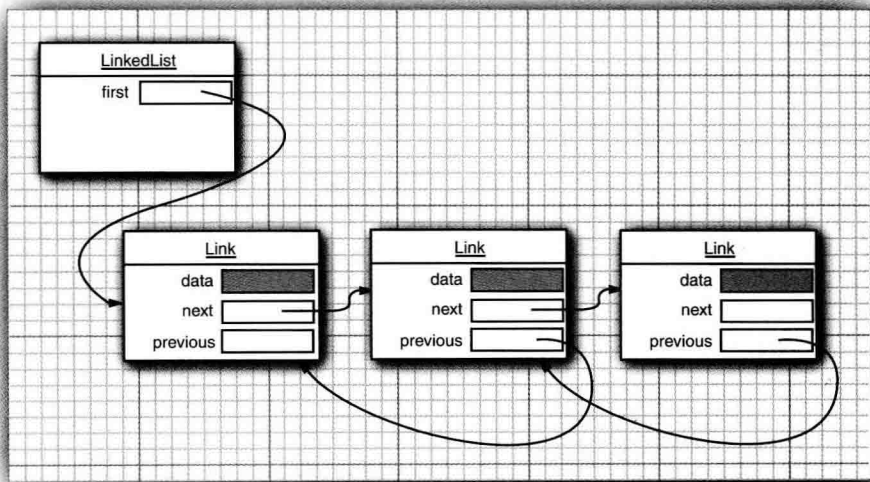 LinkedList
first
Link
data
next
previous
Link
data
next
previous
Link
data
next
previous